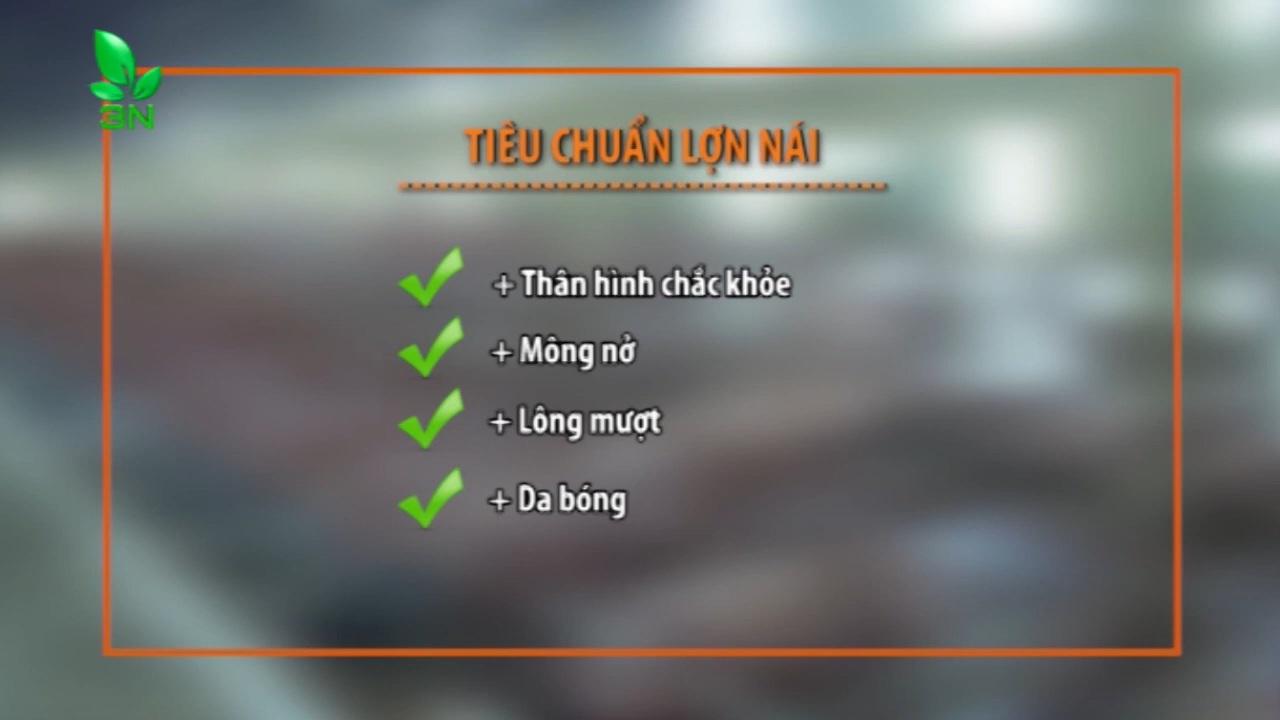 3N
TIÊU CHUẨN LỢN NÁI
+ Thân hình chắc khỏe
+ Mông nở
+ Lông mượt
+ Da bóng